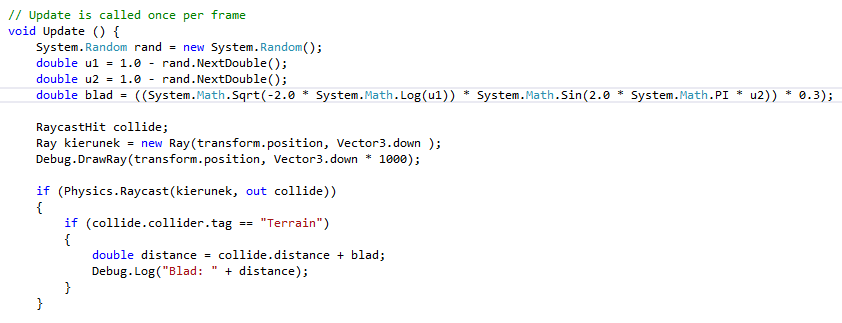 // Update is called once per frame
void Update () {
    System.Random rand = new System.Random();
    double u1 = 1.0 - rand.NextDouble();
    double u2 = 1.0 - rand.NextDouble();
    double blad = ((System.Math.Sqrt(-2.0 * System.Math.Log(u1)) * System.Math.Sin(2.0 * System.Math.PI * u2)) * 0.3);

    RaycastHit collide;
    Ray kierunek = new Ray(transform.position, Vector3.down );
    Debug.DrawRay(transform.position, Vector3.down * 1000);

    if (Physics.Raycast(kierunek, out collide))
    {
        if (collide.collider.tag == "Terrain")
        {
            double distance = collide.distance + blad;
            Debug.Log("Blad: " + distance);
        }
    }